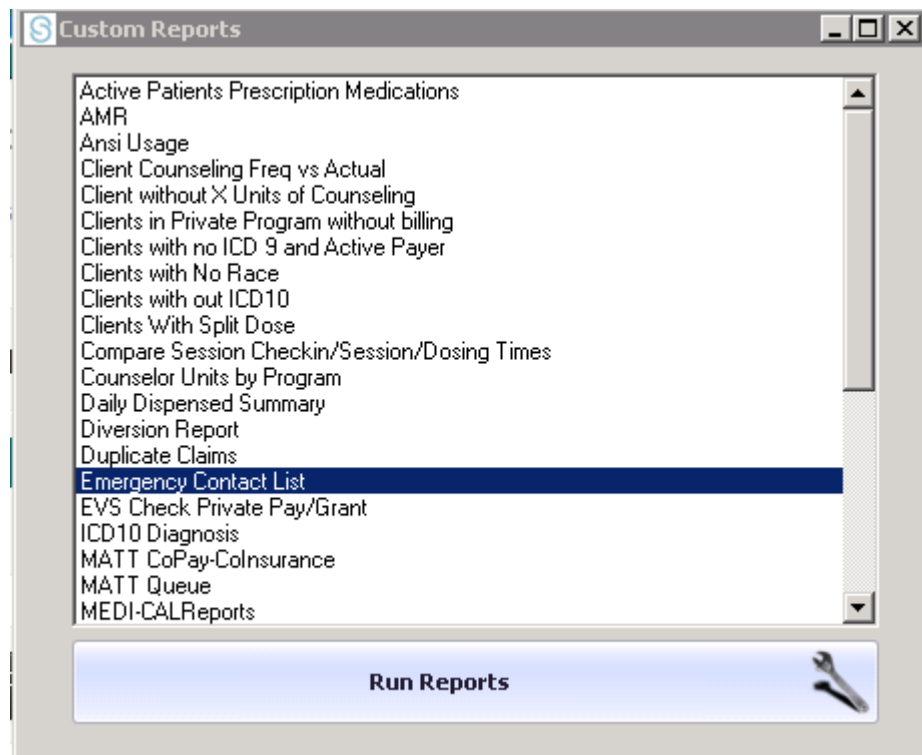 Custom Reports
Active Patients Prescription Medications
AMR
Ansi Usage
Client Counseling Freq vs Actual
Client without X Units of Counseling
Clients in Private Program without billing
Clients with no ICD 9 and Active Payer
Clients with No Race
Clients with out ICD10
Clients With Split Dose
Compare Session Checkin/Session/Dosing Times
Counselor Units by Program
Daily Dispensed Summary
Diversion Report
Duplicate Claims
Emergency Contact List
EVS Check Private Pay/Grant
ICD10 Diagnosis
MATT CoPay-CoInsurance
MATT Queue
MEDI-CALReports
Run Reports